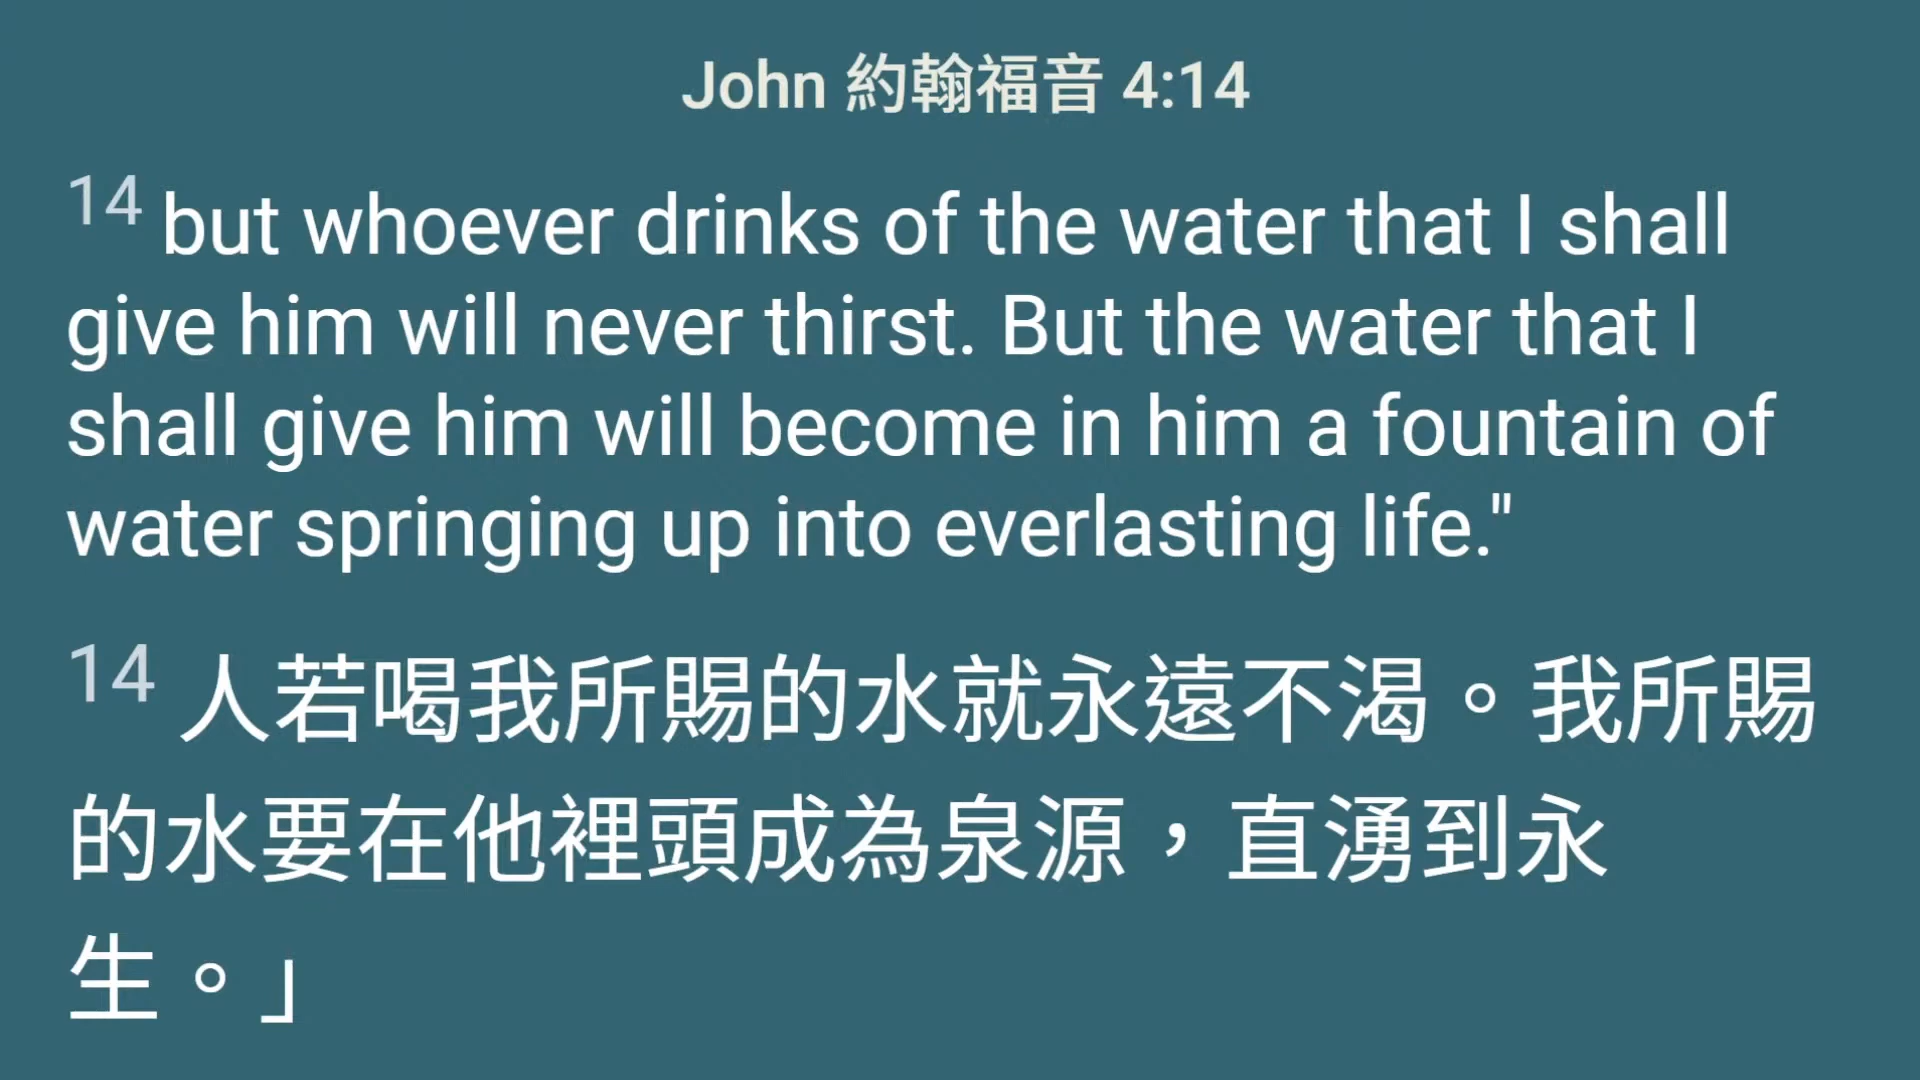 John 約翰福音 4:14
14 but whoever drinks of the water that I shall
give him will never thirst. But the water that I
shall give him will become in him a fountain of
water springing up into everlasting life."
14 人若喝我所賜的水就永遠不渴。我所賜
的水要在他裡頭成為泉源，直湧到永
生。」